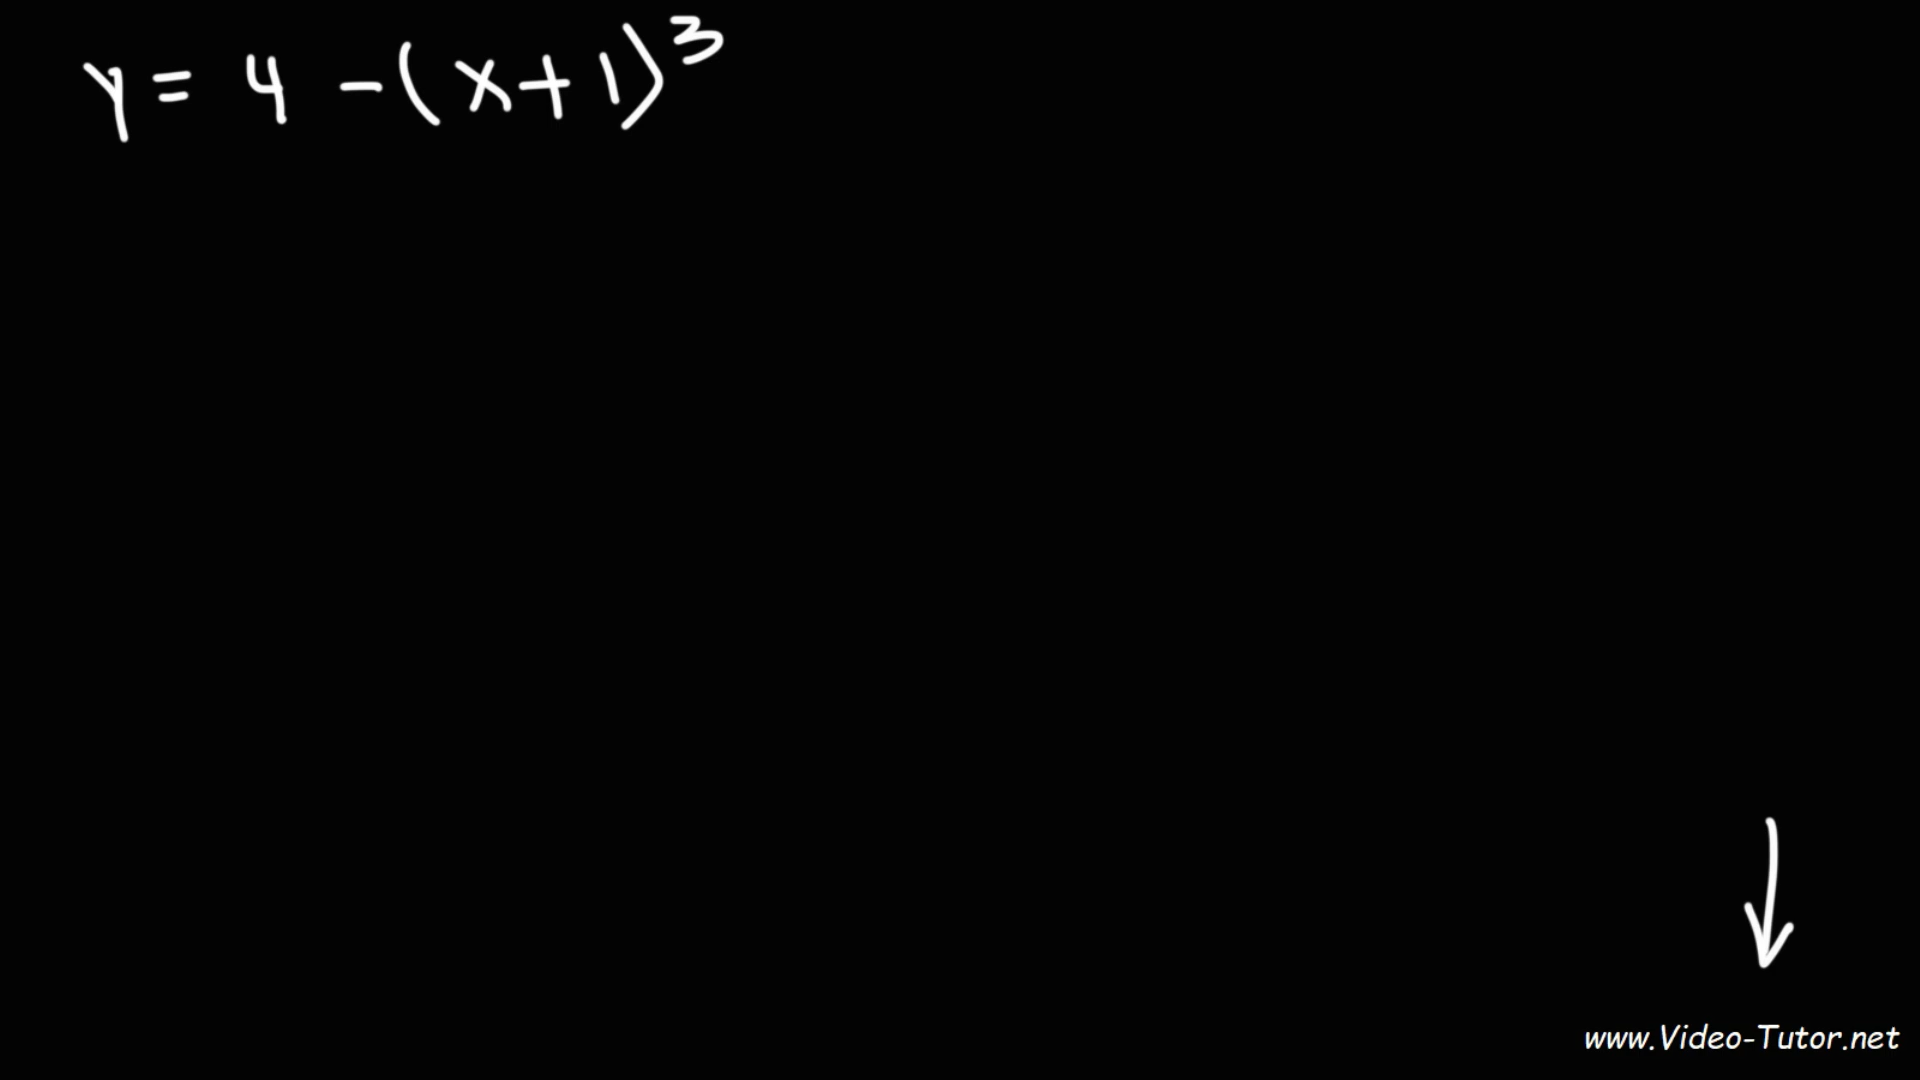 y = 4 - (x + 1)³
www.Video-Tutor.net